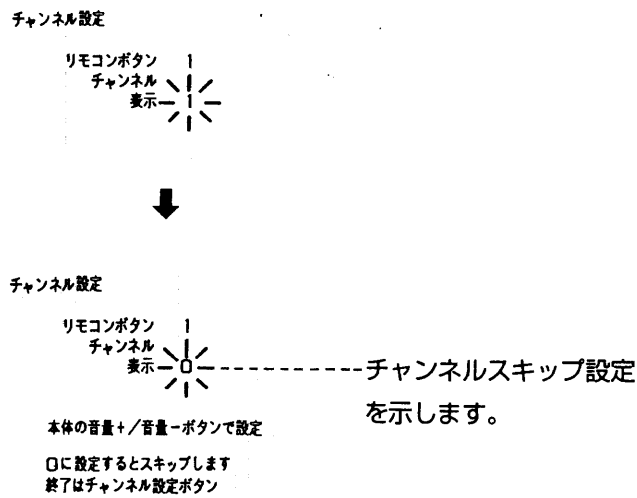 チャンネル設定
リモコンボタン 1
チャンネル
表示 1
チャンネル設定
リモコンボタン 1
チャンネル
表示 0
チャンネルスキップ設定
を示します。
本体の音量+/音量-ボタンで設定
0に設定するとスキップします
終了はチャンネル設定ボタン